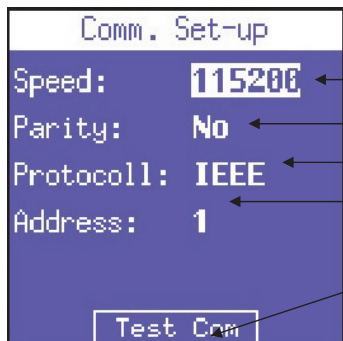 Comm. Set-up
Speed: 115200
Parity: No
Protocoll: IEEE
Address: 1
Test Com